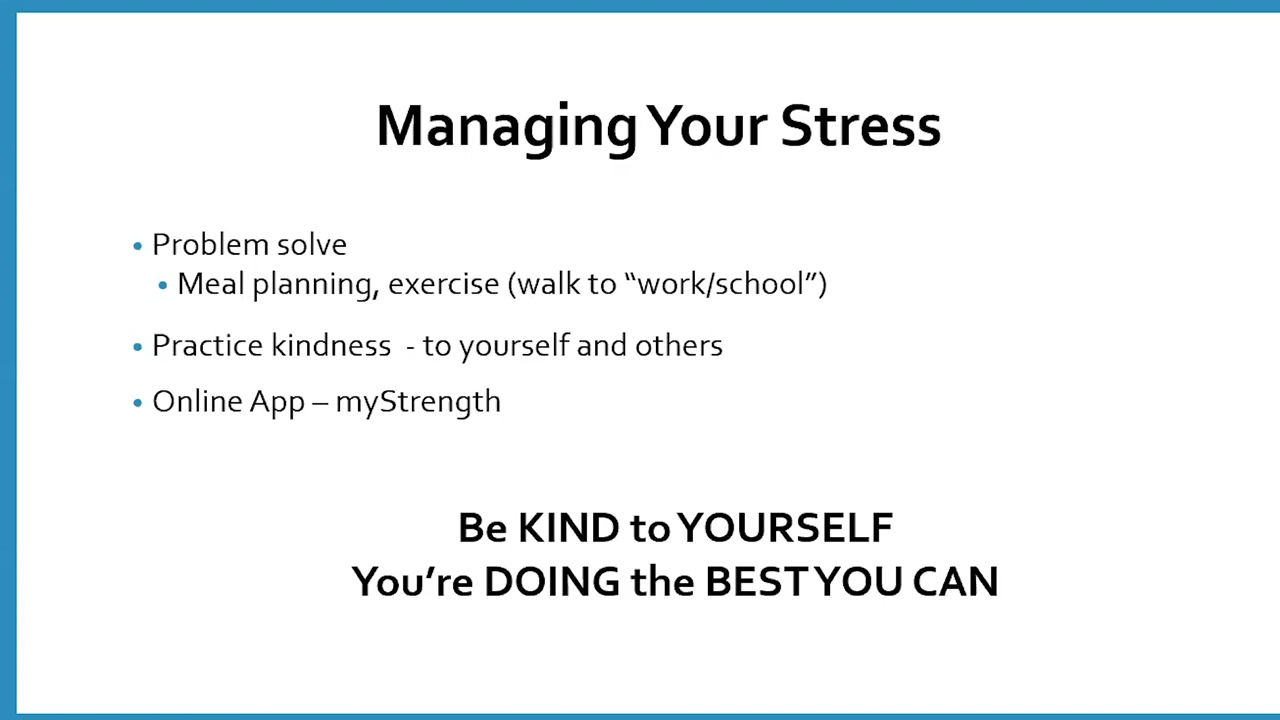 Managing Your Stress
• Problem solve
• Meal planning, exercise (walk to “work/school”)
• Practice kindness - to yourself and others
• Online App – myStrength
Be KIND to YOURSELF
You’re DOING the BEST YOU CAN